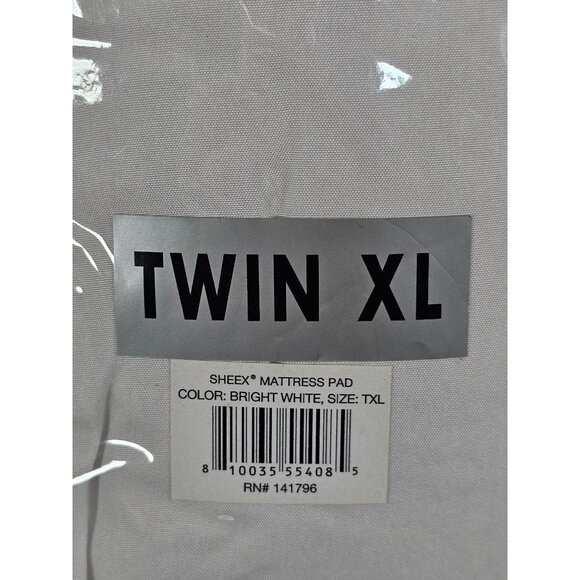 TWIN XL
SHEEX® MATTRESS PAD
COLOR: BRIGHT WHITE, SIZE: TXL
8 10035 55408 5
RN# 141796